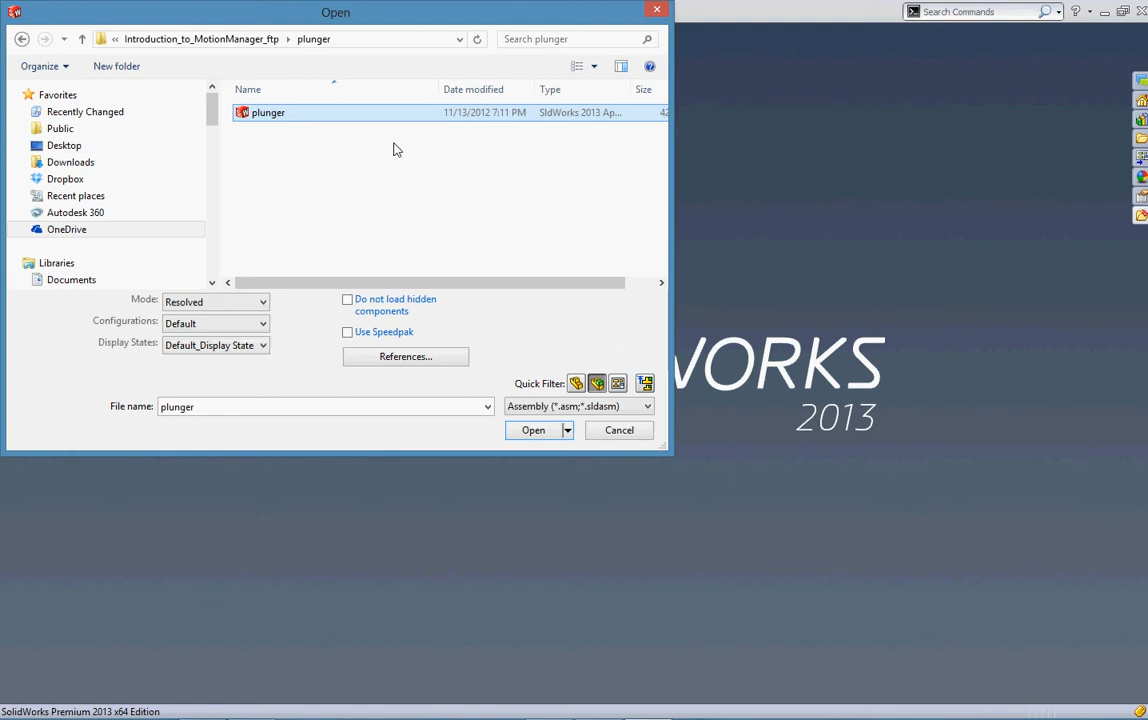 Open
Search Commands
« Introduction_to_MotionManager_ftp plunger
Search plunger
Organize
New folder
Name
Date modified
Type
Size
Favorites
Recently Changed
Public
Desktop
Downloads
Dropbox
Recent places
Autodesk 360
OneDrive
Libraries
Documents
plunger
11/13/2012 7:11 PM
SldWorks 2013 Ap...
42
Mode:
Resolved
Configurations:
Default
Display States:
Default_Display State
Do not load hidden
components
Use Speedpak
References...
Quick Filter:
File name:
plunger
Assembly (*.asm;*.sldasm)
Open
Cancel
WORKS
2013
SolidWorks Premium 2013 x64 Edition